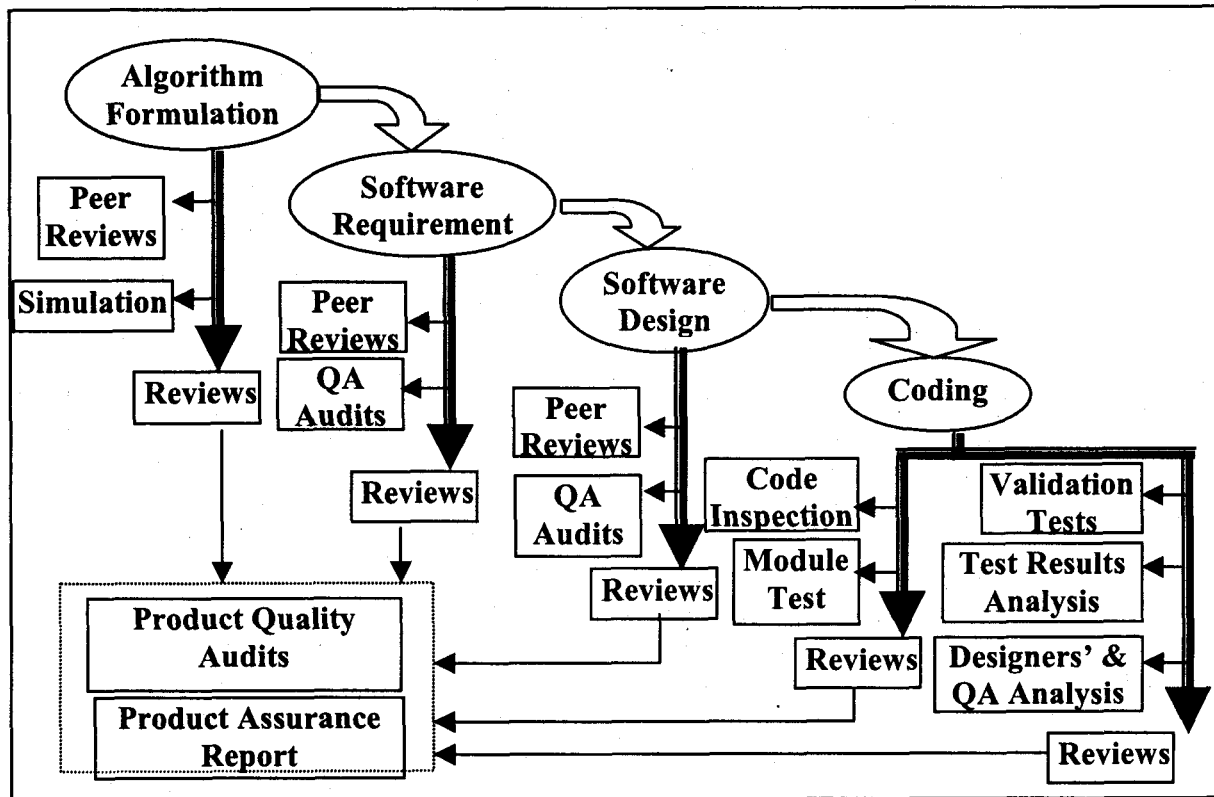 Algorithm
Formulation
Peer
Reviews
Simulation
Reviews
Software
Requirement
Peer
Reviews
QA
Audits
Reviews
Software
Design
Peer
Reviews
QA
Audits
Reviews
Coding
Code
Inspection
Module
Test
Reviews
Validation
Tests
Test Results
Analysis
Designers’ &
QA Analysis
Reviews
Product Quality
Audits
Product Assurance
Report